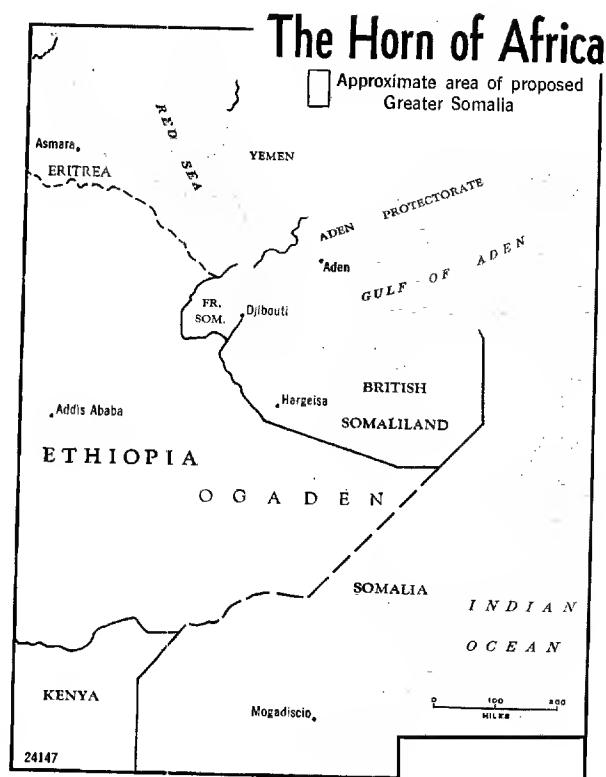 The Horn of Africa
Approximate area of proposed
Greater Somalia
Asmara
ERITREA
RED SEA
YEMEN
ADEN PROTECTORATE
Aden
GULF OF ADEN
FR.
SOM.
Djibouti
Hargeisa
BRITISH
SOMALILAND
Addis Ababa
ETHIOPIA
OGADEN
SOMALIA
INDIAN
OCEAN
KENYA
Mogadiscio
0 100 200
MILES
24147